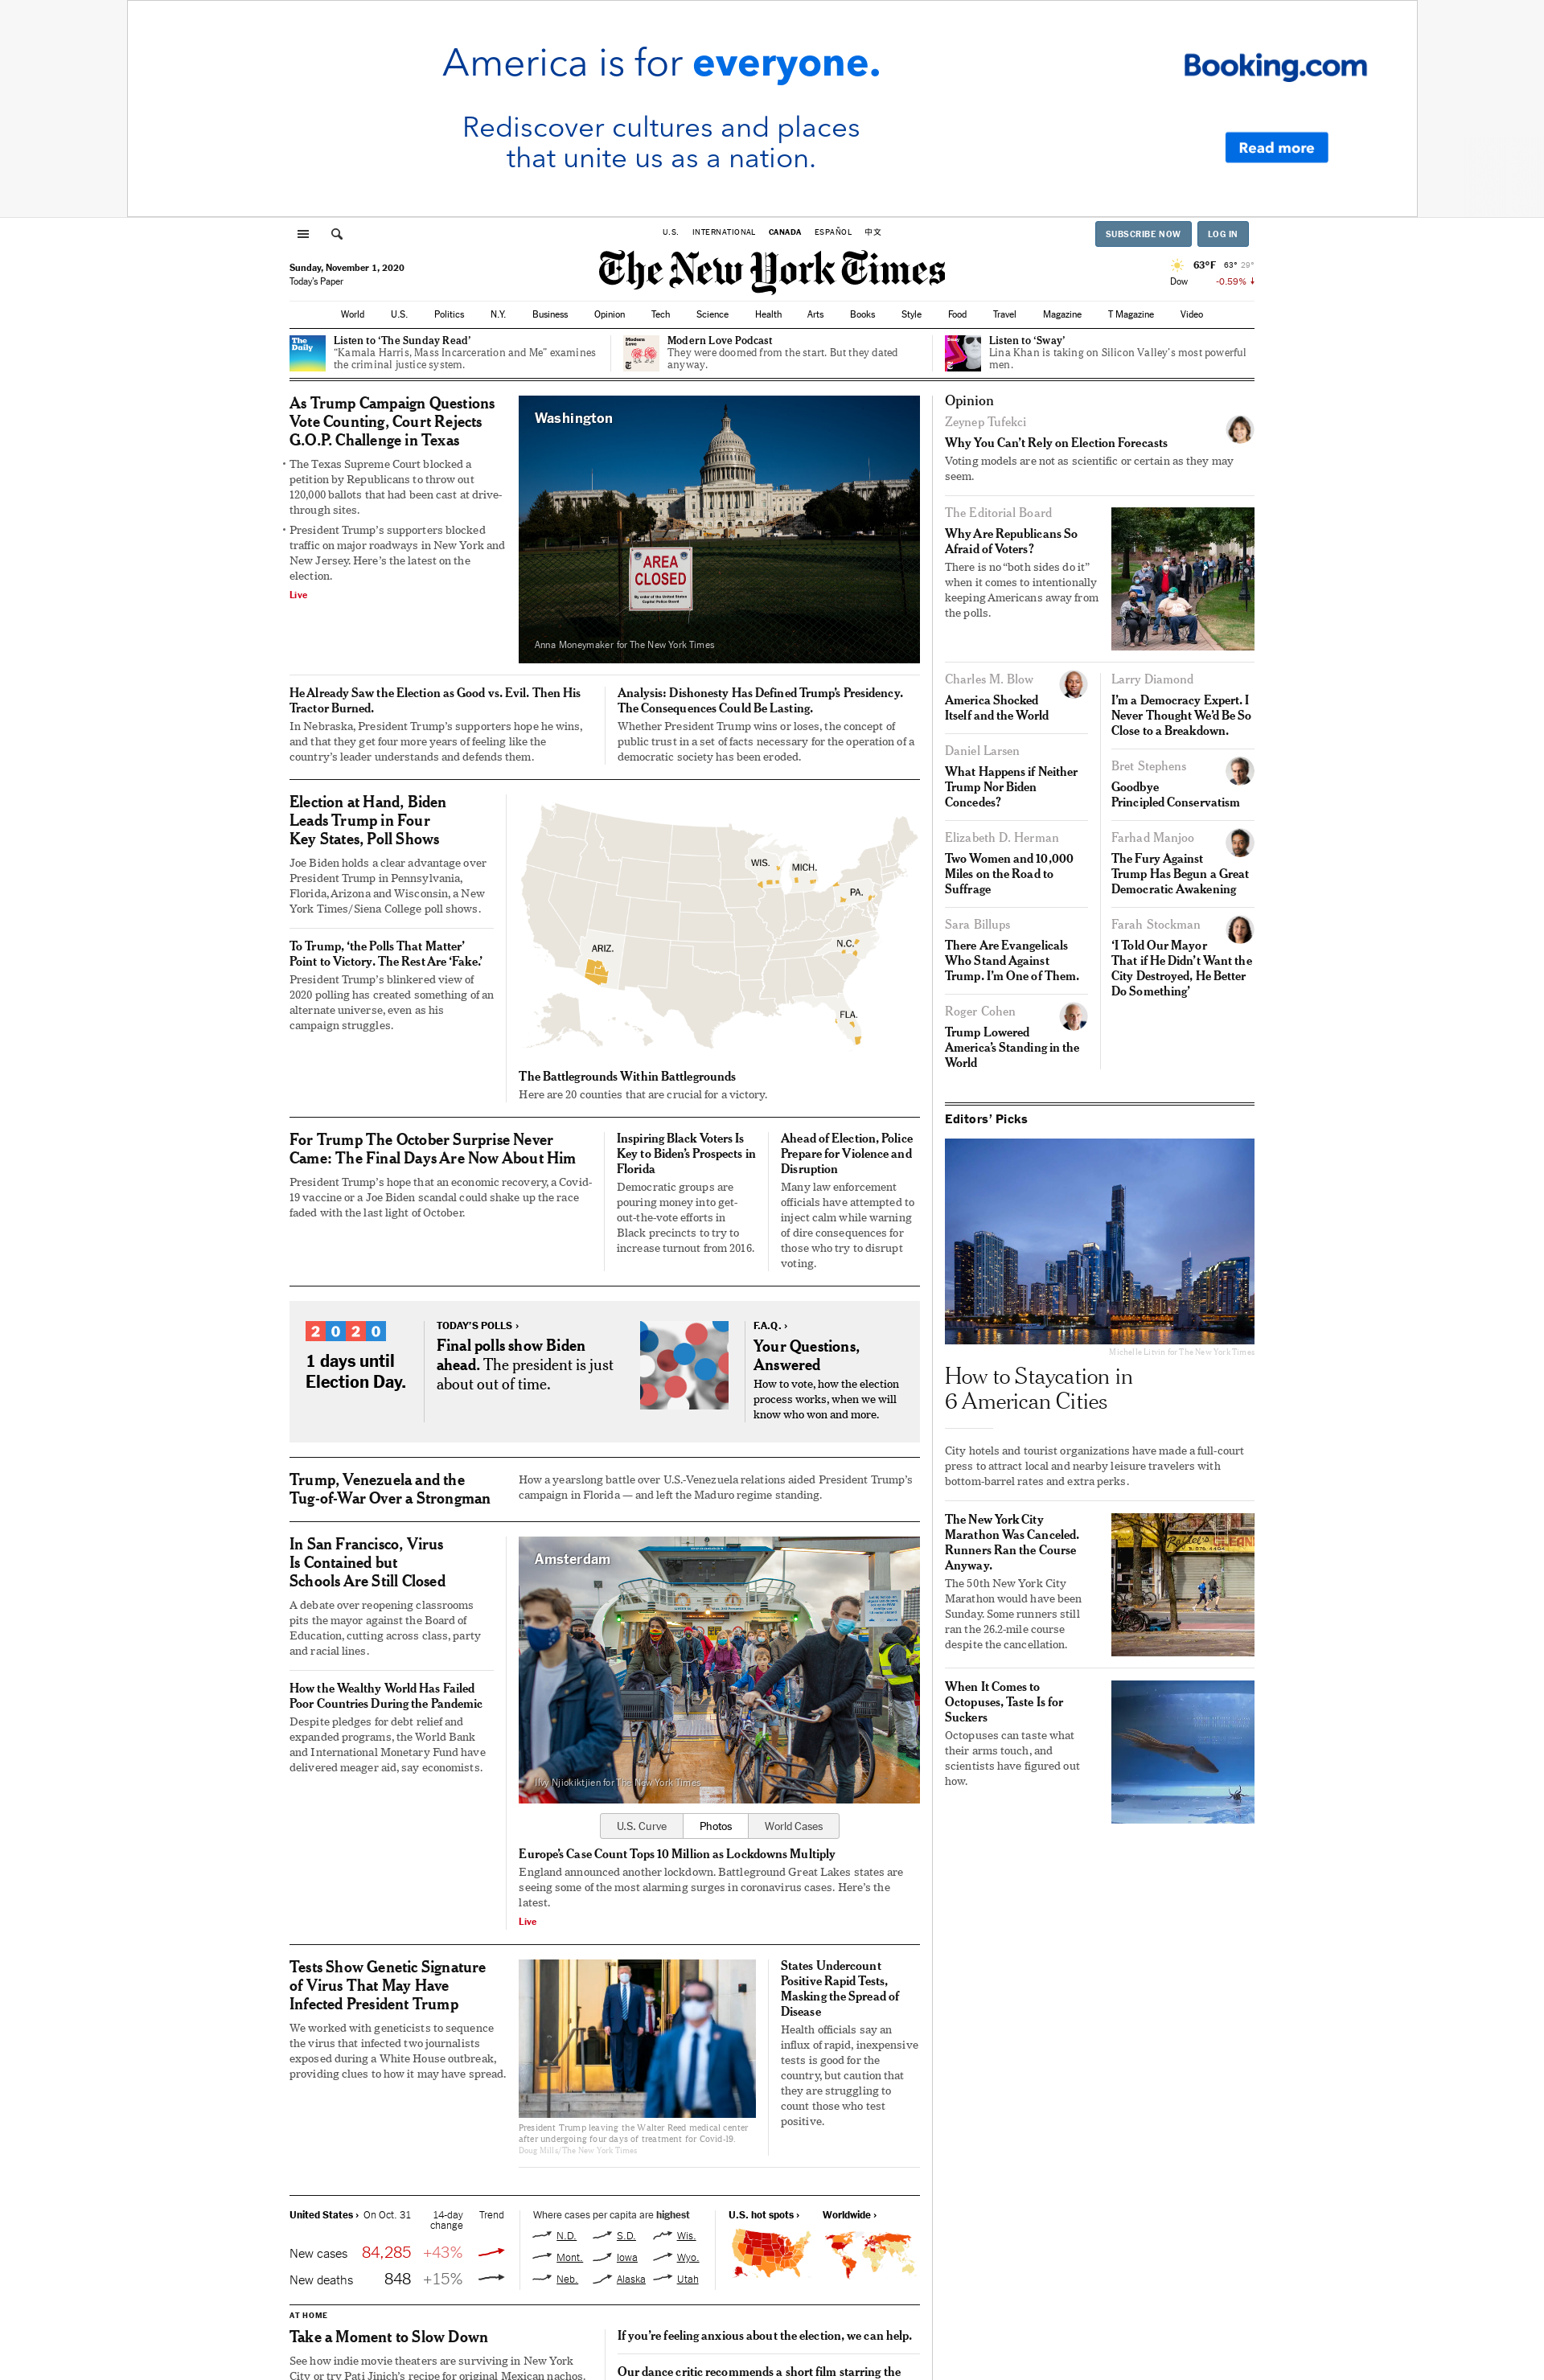 America is for everyone.
Rediscover cultures and places
that unite us as a nation.
Booking.com
Read more
U.S. INTERNATIONAL CANADA ESPAÑOL 中文
SUBSCRIBE NOW LOG IN
Sunday, November 1, 2020
Today's Paper
The New York Times
63°F 63° 29°
Dow -0.59%
World U.S. Politics N.Y. Business Opinion Tech Science Health Arts Books Style Food Travel Magazine T Magazine Video
The Daily
Listen to ‘The Sunday Read’
“Kamala Harris, Mass Incarceration and Me” examines
the criminal justice system.
Modern Love
Modern Love Podcast
They were doomed from the start. But they dated
anyway.
Listen to ‘Sway’
Lina Khan is taking on Silicon Valley’s most powerful
men.
As Trump Campaign Questions
Vote Counting, Court Rejects
G.O.P. Challenge in Texas
• The Texas Supreme Court blocked a
petition by Republicans to throw out
120,000 ballots that had been cast at drive-
through sites.
• President Trump’s supporters blocked
traffic on major roadways in New York and
New Jersey. Here’s the latest on the
election.
Live
Washington
AREA
CLOSED
By order of the United States
Capitol Police Board
Anna Moneymaker for The New York Times
He Already Saw the Election as Good vs. Evil. Then His
Tractor Burned.
In Nebraska, President Trump’s supporters hope he wins,
and that they get four more years of feeling like the
country’s leader understands and defends them.
Analysis: Dishonesty Has Defined Trump’s Presidency.
The Consequences Could Be Lasting.
Whether President Trump wins or loses, the concept of
public trust in a set of facts necessary for the operation of a
democratic society has been eroded.
Election at Hand, Biden
Leads Trump in Four
Key States, Poll Shows
Joe Biden holds a clear advantage over
President Trump in Pennsylvania,
Florida, Arizona and Wisconsin, a New
York Times/Siena College poll shows.
To Trump, ‘the Polls That Matter’
Point to Victory. The Rest Are ‘Fake.’
President Trump’s blinkered view of
2020 polling has created something of an
alternate universe, even as his
campaign struggles.
WIS.
MICH.
PA.
N.C.
ARIZ.
FLA.
The Battlegrounds Within Battlegrounds
Here are 20 counties that are crucial for a victory.
For Trump The October Surprise Never
Came: The Final Days Are Now About Him
President Trump’s hope that an economic recovery, a Covid-
19 vaccine or a Joe Biden scandal could shake up the race
faded with the last light of October.
Inspiring Black Voters Is
Key to Biden’s Prospects in
Florida
Democratic groups are
pouring money into get-
out-the-vote efforts in
Black precincts to try to
increase turnout from 2016.
Ahead of Election, Police
Prepare for Violence and
Disruption
Many law enforcement
officials have attempted to
inject calm while warning
of dire consequences for
those who try to disrupt
voting.
2020
1 days until
Election Day.
TODAY’S POLLS ›
Final polls show Biden
ahead. The president is just
about out of time.
F.A.Q. ›
Your Questions,
Answered
How to vote, how the election
process works, when we will
know who won and more.
Trump, Venezuela and the
Tug-of-War Over a Strongman
How a yearslong battle over U.S.-Venezuela relations aided President Trump’s
campaign in Florida — and left the Maduro regime standing.
In San Francisco, Virus
Is Contained but
Schools Are Still Closed
A debate over reopening classrooms
pits the mayor against the Board of
Education, cutting across class, party
and racial lines.
How the Wealthy World Has Failed
Poor Countries During the Pandemic
Despite pledges for debt relief and
expanded programs, the World Bank
and International Monetary Fund have
delivered meager aid, say economists.
Amsterdam
Ilvy Njiokiktjien for The New York Times
U.S. Curve Photos World Cases
Europe’s Case Count Tops 10 Million as Lockdowns Multiply
England announced another lockdown. Battleground Great Lakes states are
seeing some of the most alarming surges in coronavirus cases. Here’s the
latest.
Live
Tests Show Genetic Signature
of Virus That May Have
Infected President Trump
We worked with geneticists to sequence
the virus that infected two journalists
exposed during a White House outbreak,
providing clues to how it may have spread.
President Trump leaving the Walter Reed medical center
after undergoing four days of treatment for Covid-19.
Doug Mills/The New York Times
States Undercount
Positive Rapid Tests,
Masking the Spread of
Disease
Health officials say an
influx of rapid, inexpensive
tests is good for the
country, but caution that
they are struggling to
count those who test
positive.
United States › On Oct. 31 14-day change Trend
New cases 84,285 +43%
New deaths 848 +15%
Where cases per capita are highest
N.D. S.D. Wis.
Mont. Iowa Wyo.
Neb. Alaska Utah
U.S. hot spots › Worldwide ›
AT HOME
Take a Moment to Slow Down
See how indie movie theaters are surviving in New York
City or try Pati Jinich’s recipe for original Mexican nachos.
If you’re feeling anxious about the election, we can help.
Our dance critic recommends a short film starring the
Opinion
Zeynep Tufekci
Why You Can’t Rely on Election Forecasts
Voting models are not as scientific or certain as they may
seem.
The Editorial Board
Why Are Republicans So
Afraid of Voters?
There is no “both sides do it”
when it comes to intentionally
keeping Americans away from
the polls.
Charles M. Blow
America Shocked
Itself and the World
Daniel Larsen
What Happens if Neither
Trump Nor Biden
Concedes?
Elizabeth D. Herman
Two Women and 10,000
Miles on the Road to
Suffrage
Sara Billups
There Are Evangelicals
Who Stand Against
Trump. I’m One of Them.
Roger Cohen
Trump Lowered
America’s Standing in the
World
Larry Diamond
I’m a Democracy Expert. I
Never Thought We’d Be So
Close to a Breakdown.
Bret Stephens
Goodbye
Principled Conservatism
Farhad Manjoo
The Fury Against
Trump Has Begun a Great
Democratic Awakening
Farah Stockman
‘I Told Our Mayor
That if He Didn’t Want the
City Destroyed, He Better
Do Something’
Editors’ Picks
Michelle Litvin for The New York Times
How to Staycation in
6 American Cities
City hotels and tourist organizations have made a full-court
press to attract local and nearby leisure travelers with
bottom-barrel rates and extra perks.
The New York City
Marathon Was Canceled.
Runners Ran the Course
Anyway.
The 50th New York City
Marathon would have been
Sunday. Some runners still
ran the 26.2-mile course
despite the cancellation.
When It Comes to
Octopuses, Taste Is for
Suckers
Octopuses can taste what
their arms touch, and
scientists have figured out
how.